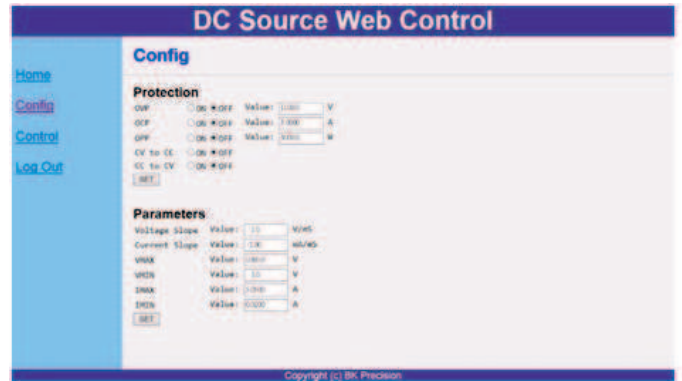 DC Source Web Control
Config
Home
Config
Control
Log Out
Protection
OVP ON OFF Value: V
OCP ON OFF Value: A
OPP ON OFF Value: W
CV to CC ON OFF
CC to CV ON OFF
SET
Parameters
Voltage Slope Value: V/mS
Current Slope Value: mA/mS
VMAX Value: V
VMIN Value: V
IMAX Value: A
IMIN Value: A
SET
Copyright (c) BK Precision